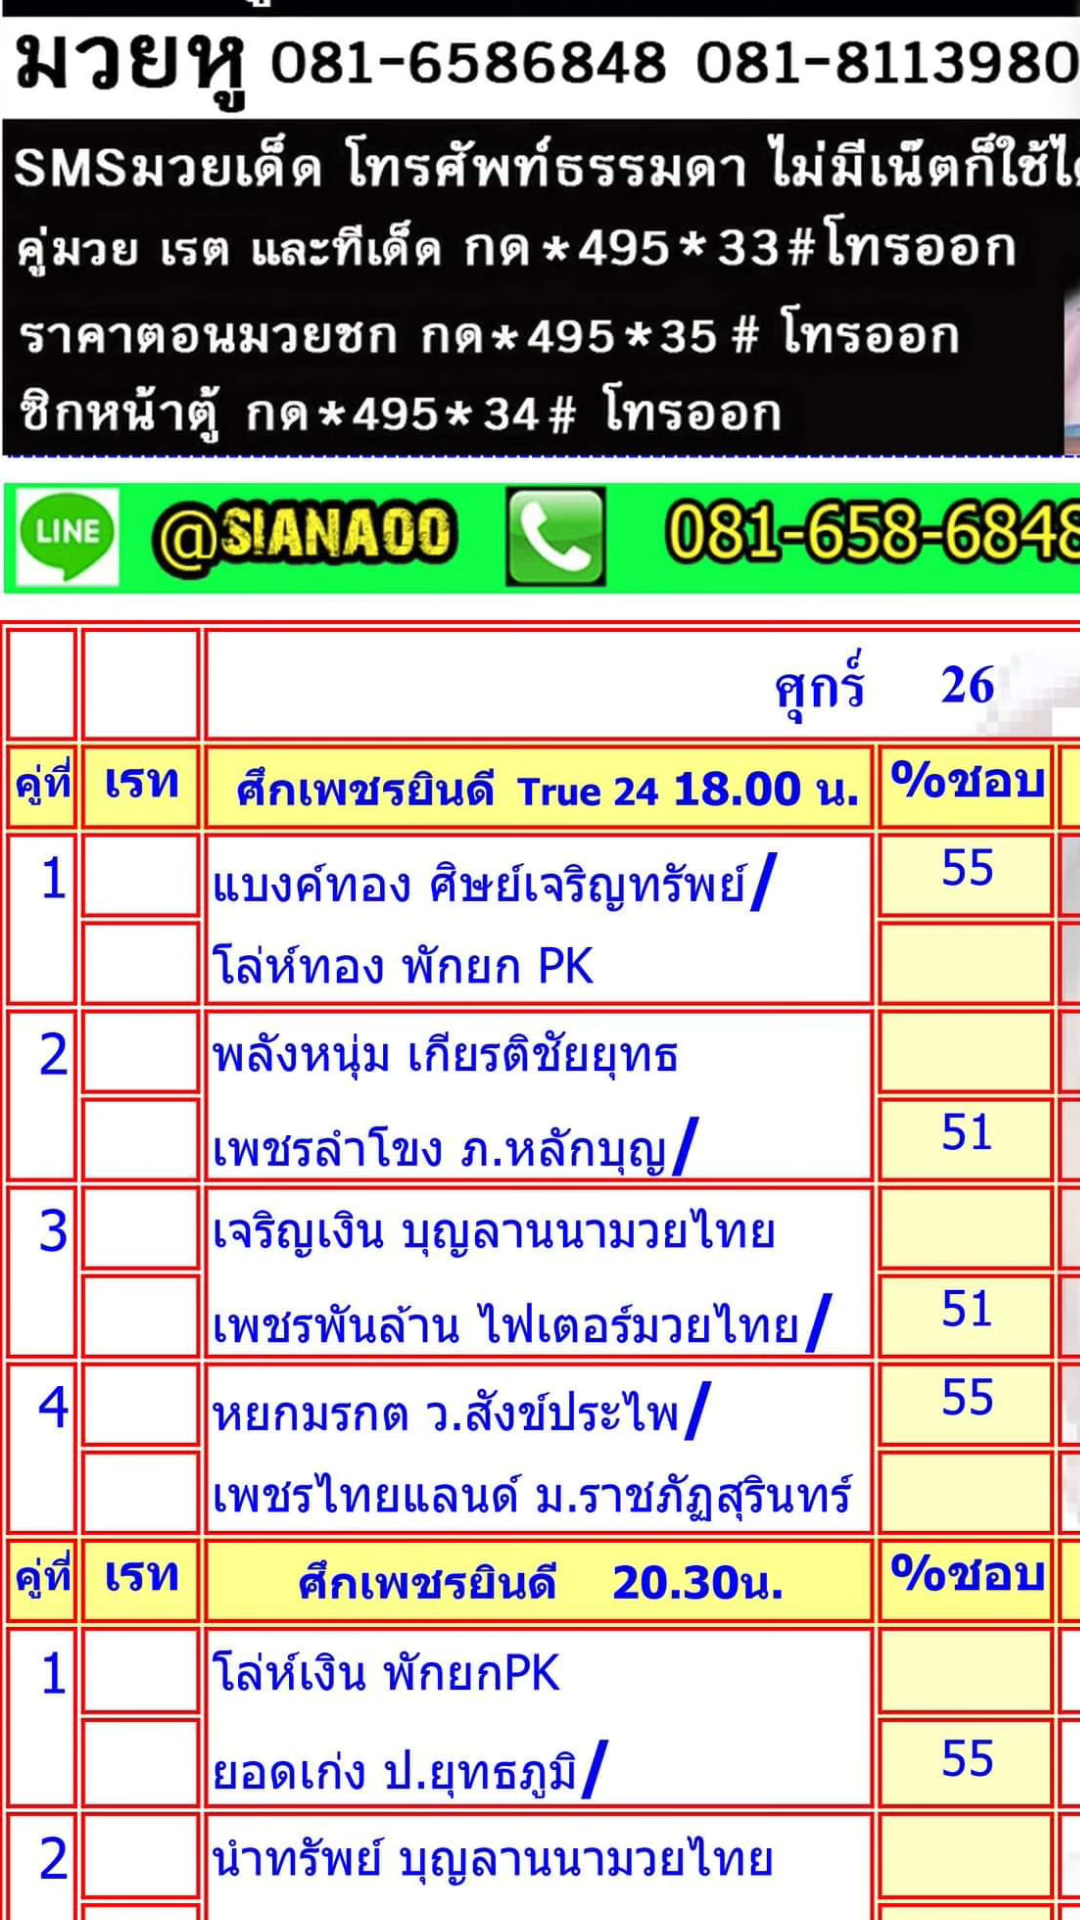 มวยหู 081-6586848 081-8113980
SMSมวยเด็ด โทรศัพท์ธรรมดา ไม่มีเน๊ตก็ใช้ได้
คู่มวย เรต และทีเด็ด กด*495*33#โทรออก
ราคาตอนมวยชก กด*495*35# โทรออก
ซิกหน้าตู้ กด*495*34# โทรออก
LINE @SIANA00 081-658-6848
ศุกร์ 26
คู่ที่ เรท ศึกเพชรยินดี True 24 18.00 น. %ชอบ
1 แบงค์ทอง ศิษย์เจริญทรัพย์/ 55
โล่ห์ทอง พักยก PK
2 พลังหนุ่ม เกียรติชัยยุทธ
เพชรลำโขง ภ.หลักบุญ/ 51
3 เจริญเงิน บุญลานนามวยไทย
เพชรพันล้าน ไฟเตอร์มวยไทย/ 51
4 หยกมรกต ว.สังข์ประไพ/ 55
เพชรไทยแลนด์ ม.ราชภัฏสุรินทร์
คู่ที่ เรท ศึกเพชรยินดี 20.30น. %ชอบ
1 โล่ห์เงิน พักยกPK
ยอดเก่ง ป.ยุทธภูมิ/ 55
2 นำทรัพย์ บุญลานนามวยไทย